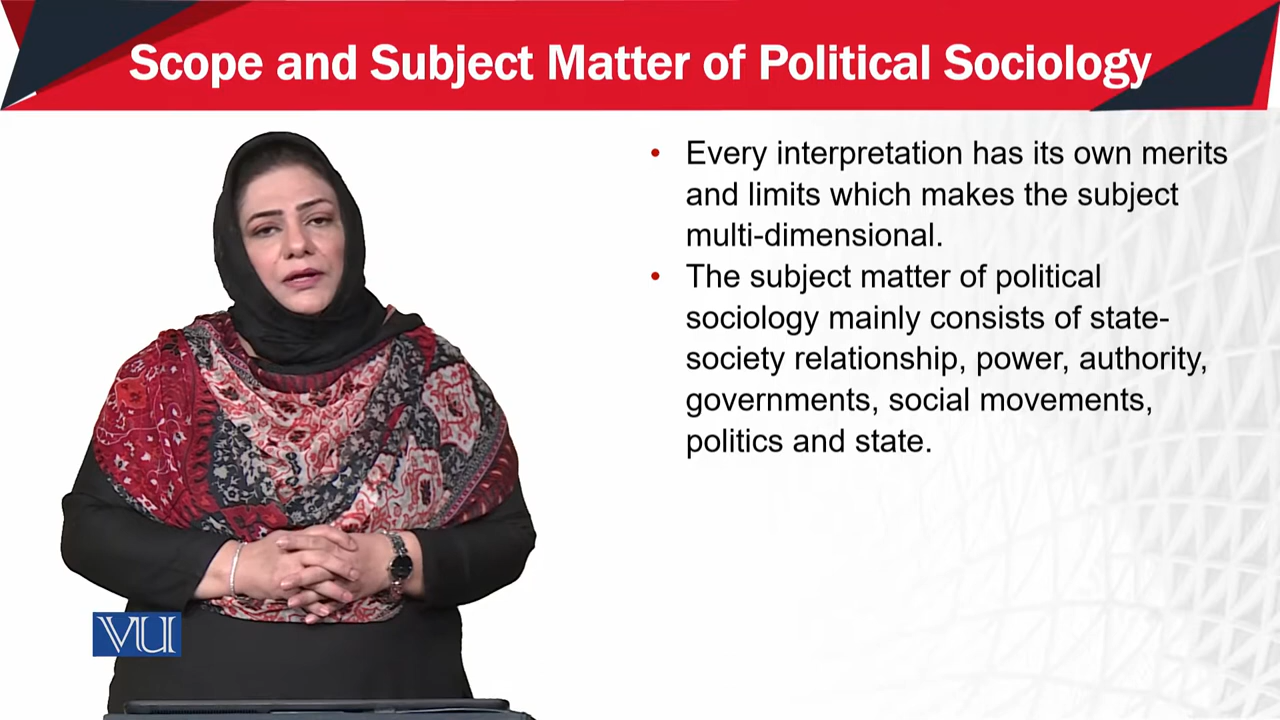 Scope and Subject Matter of Political Sociology
• Every interpretation has its own merits
and limits which makes the subject
multi-dimensional.
• The subject matter of political
sociology mainly consists of state-
society relationship, power, authority,
governments, social movements,
politics and state.
VU